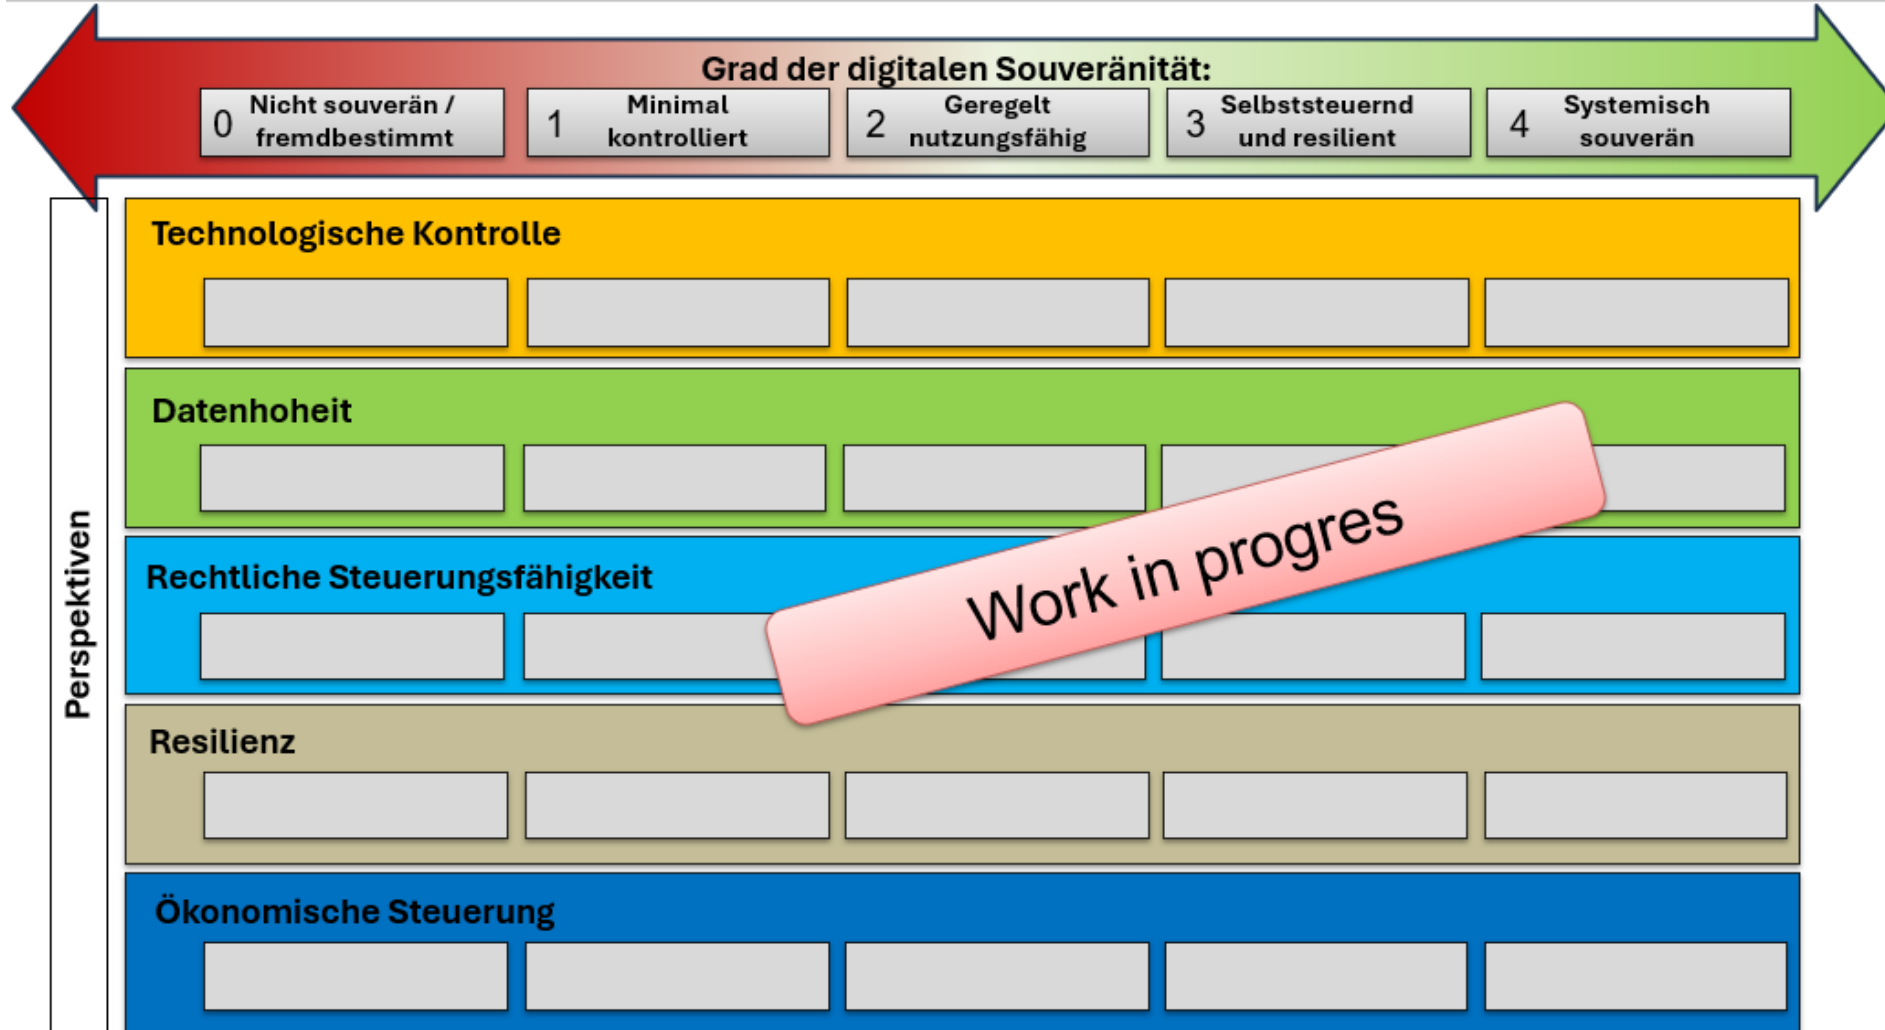 Grad der digitalen Souveränität:
0 Nicht souverän /
fremdbestimmt
1 Minimal
kontrolliert
2 Geregelt
nutzungsfähig
3 Selbststeuernd
und resilient
4 Systemisch
souverän
Perspektiven
Technologische Kontrolle
Datenhoheit
Rechtliche Steuerungsfähigkeit
Work in progres
Resilienz
Ökonomische Steuerung